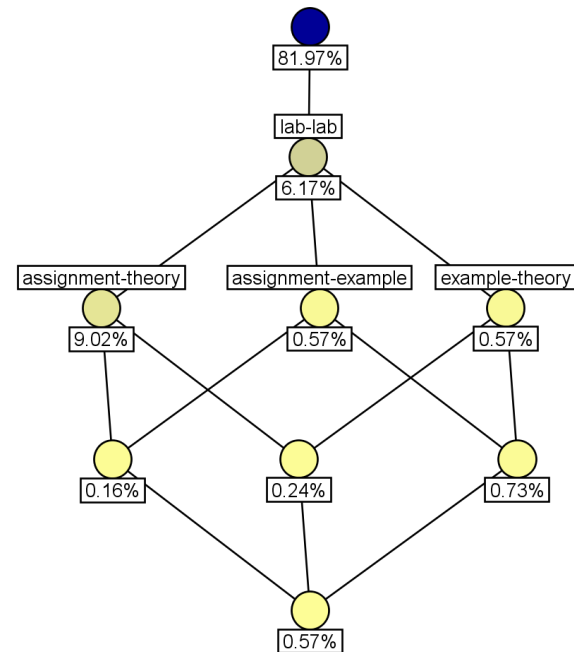 81.97%
lab-lab
6.17%
assignment-theory
assignment-example
example-theory
9.02%
0.57%
0.57%
0.16%
0.24%
0.73%
0.57%